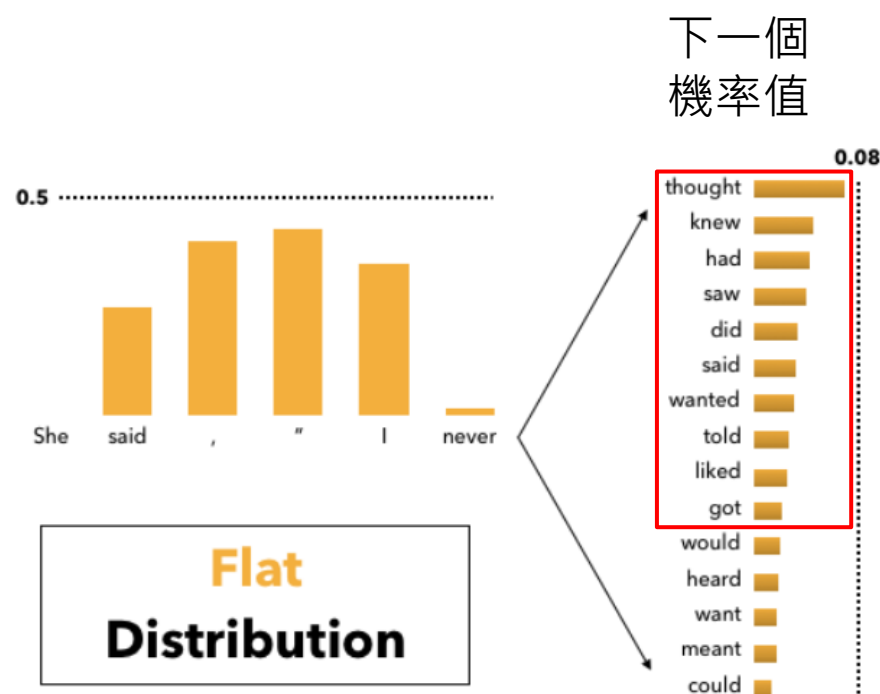 下一個
機率值
0.08
0.5
She said , " I never
Flat
Distribution
thought
knew
had
saw
did
said
wanted
told
liked
got
would
heard
want
meant
could